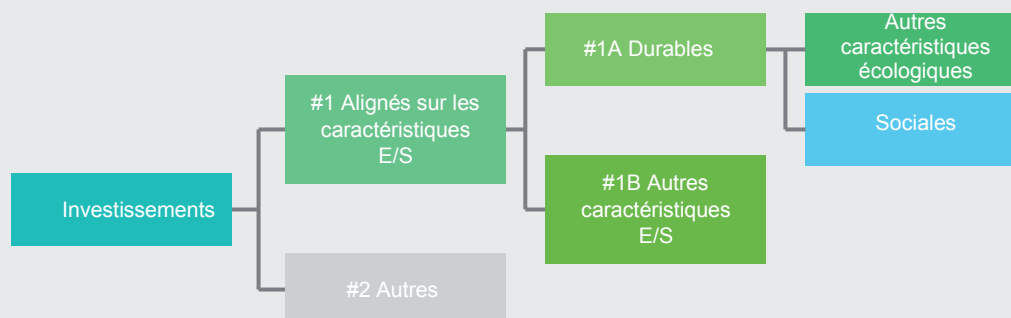 Investissements
#1 Alignés sur les
caractéristiques
E/S
#2 Autres
#1A Durables
#1B Autres
caractéristiques
E/S
Autres
caractéristiques
écologiques
Sociales